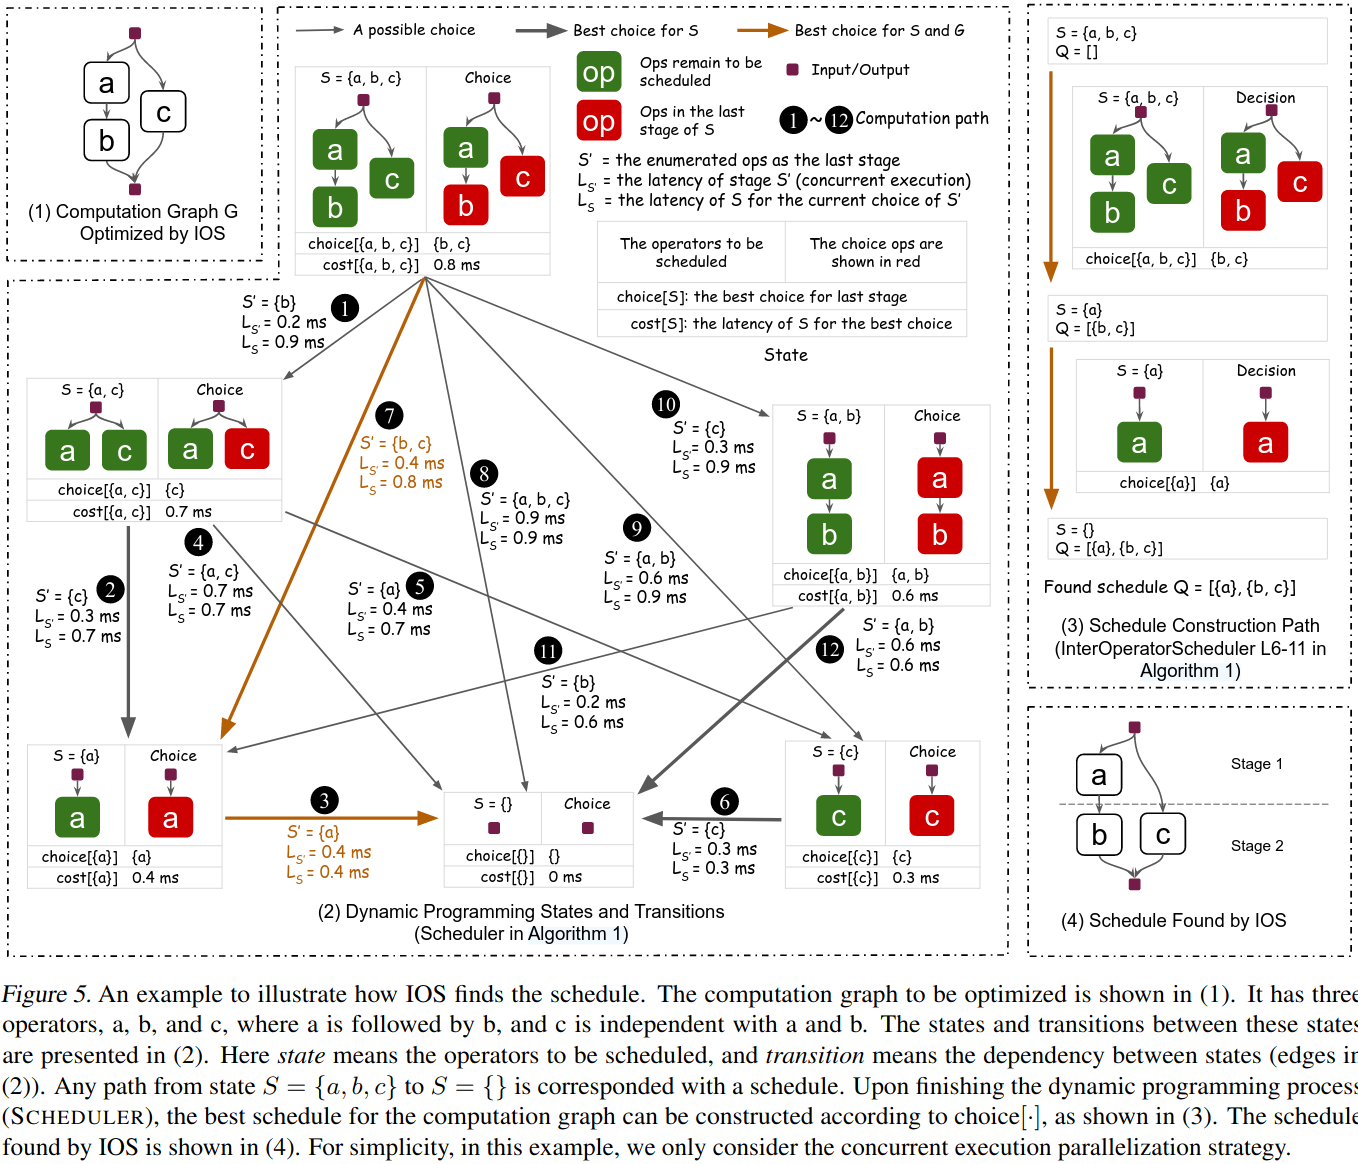 a
b
c
(1) Computation Graph G
Optimized by IOS
A possible choice
Best choice for S
Best choice for S and G
op
Ops remain to be
scheduled
Input/Output
op
Ops in the last
stage of S
1 ~ 12 Computation path
S' = the enumerated ops as the last stage
L_S' = the latency of stage S' (concurrent execution)
L_S = the latency of S for the current choice of S'
The operators to be
scheduled
The choice ops are
shown in red
choice[S]: the best choice for last stage
cost[S]: the latency of S for the best choice
State
S = {a, b, c}
Choice
a
b
c
a
b
c
choice[{a, b, c}] {b, c}
cost[{a, b, c}] 0.8 ms
1
S' = {b}
L_S' = 0.2 ms
L_S = 0.9 ms
7
S' = {b, c}
L_S' = 0.4 ms
L_S = 0.8 ms
8
S' = {a, b, c}
L_S' = 0.9 ms
L_S = 0.9 ms
9
S' = {a, b}
L_S' = 0.6 ms
L_S = 0.9 ms
10
S' = {c}
L_S' = 0.3 ms
L_S = 0.9 ms
S = {a, c}
Choice
a
c
a
c
choice[{a, c}] {c}
cost[{a, c}] 0.7 ms
S = {a, b}
Choice
a
b
a
b
choice[{a, b}] {a, b}
cost[{a, b}] 0.6 ms
2
S' = {c}
L_S' = 0.3 ms
L_S = 0.7 ms
4
S' = {a, c}
L_S' = 0.7 ms
L_S = 0.7 ms
5
S' = {a}
L_S' = 0.4 ms
L_S = 0.7 ms
11
S' = {b}
L_S' = 0.2 ms
L_S = 0.6 ms
12
S' = {a, b}
L_S' = 0.6 ms
L_S = 0.6 ms
S = {a}
Choice
a
a
choice[{a}] {a}
cost[{a}] 0.4 ms
3
S' = {a}
L_S' = 0.4 ms
L_S = 0.4 ms
S = {}
Choice
choice[{}] {}
cost[{}] 0 ms
6
S' = {c}
L_S' = 0.3 ms
L_S = 0.3 ms
S = {c}
Choice
c
c
choice[{c}] {c}
cost[{c}] 0.3 ms
(2) Dynamic Programming States and Transitions
(Scheduler in Algorithm 1)
S = {a, b, c}
Q = []
S = {a, b, c}
Decision
a
b
c
a
b
c
choice[{a, b, c}] {b, c}
S = {a}
Q = [{b, c}]
S = {a}
Decision
a
a
choice[{a}] {a}
S = {}
Q = [{a}, {b, c}]
Found schedule Q = [{a}, {b, c}]
(3) Schedule Construction Path
(InterOperatorScheduler L6-11 in
Algorithm 1)
a
Stage 1
b
c
Stage 2
(4) Schedule Found by IOS
Figure 5. An example to illustrate how IOS finds the schedule. The computation graph to be optimized is shown in (1). It has three
operators, a, b, and c, where a is followed by b, and c is independent with a and b. The states and transitions between these states
are presented in (2). Here state means the operators to be scheduled, and transition means the dependency between states (edges in
(2)). Any path from state S = {a, b, c} to S = {} is corresponded with a schedule. Upon finishing the dynamic programming process
(SCHEDULER), the best schedule for the computation graph can be constructed according to choice[·], as shown in (3). The schedule
found by IOS is shown in (4). For simplicity, in this example, we only consider the concurrent execution parallelization strategy.